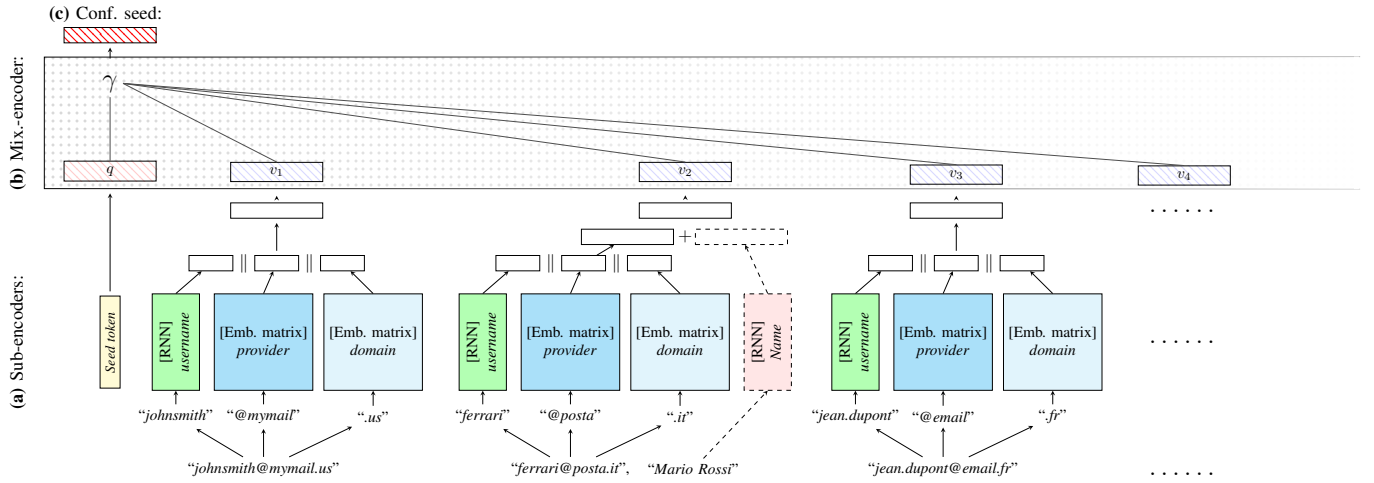 (c) Conf. seed:
(b) Mix.-encoder:
γ
q
v1
v2
v3
v4
......
+
|| || || || || ||
(a) Sub-encoders:
Seed token
[RNN]
username
[Emb. matrix]
provider
[Emb. matrix]
domain
[RNN]
username
[Emb. matrix]
provider
[Emb. matrix]
domain
[RNN]
Name
[RNN]
username
[Emb. matrix]
provider
[Emb. matrix]
domain
......
“johnsmith” “@mymail” “.us” “ferrari” “@posta” “.it” “jean.dupont” “@email” “.fr”
“johnsmith@mymail.us” “ferrari@posta.it”, “Mario Rossi” “jean.dupont@email.fr” ......